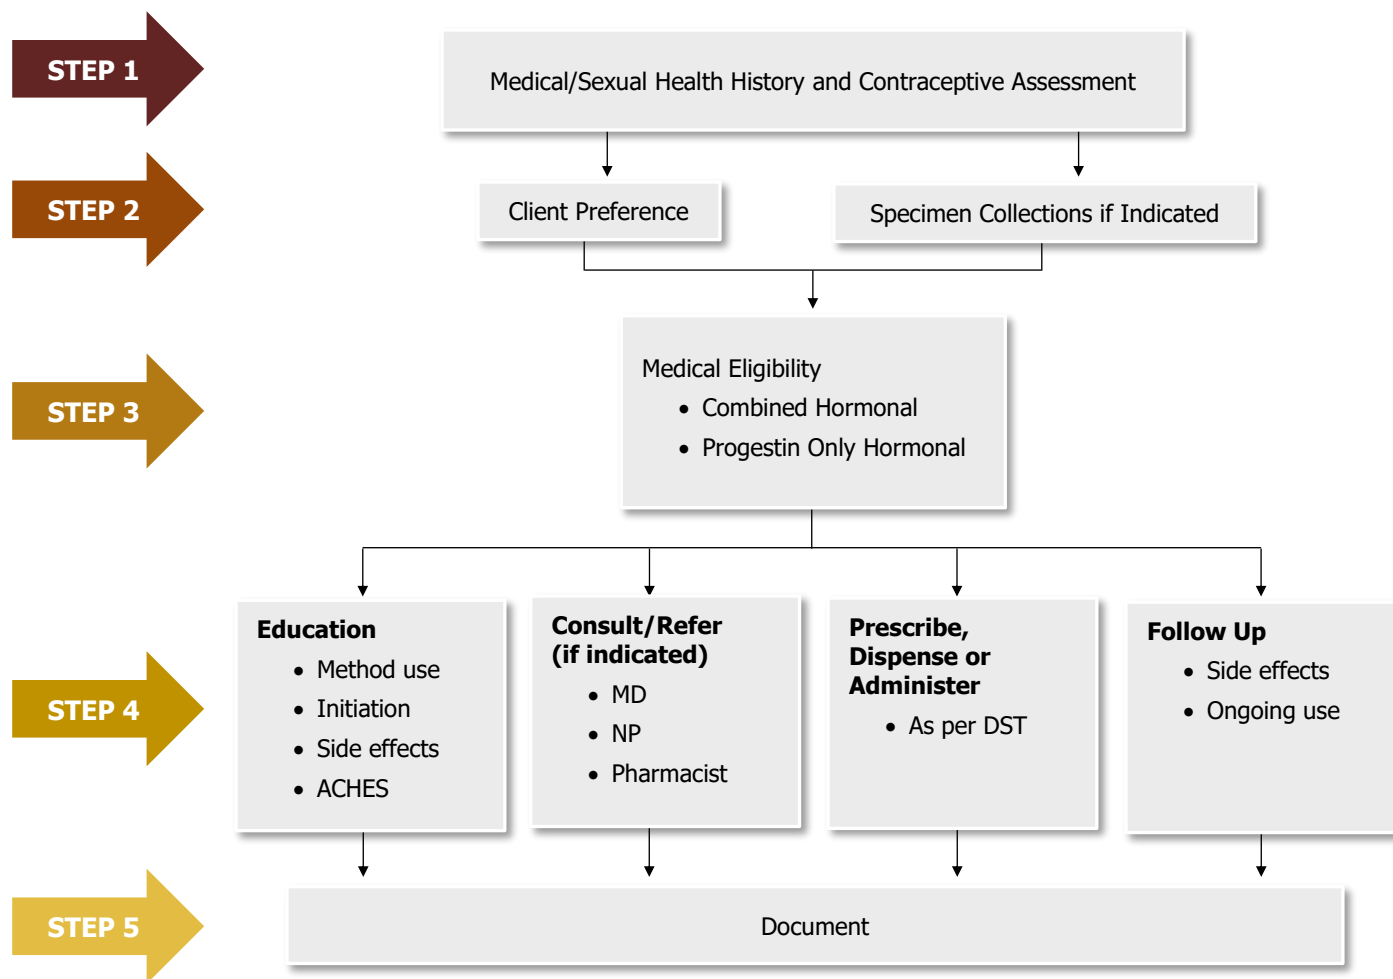 STEP 1
Medical/Sexual Health History and Contraceptive Assessment
STEP 2
Client Preference
Specimen Collections if Indicated
STEP 3
Medical Eligibility
• Combined Hormonal
• Progestin Only Hormonal
STEP 4
Education
• Method use
• Initiation
• Side effects
• ACHES
Consult/Refer
(if indicated)
• MD
• NP
• Pharmacist
Prescribe,
Dispense or
Administer
• As per DST
Follow Up
• Side effects
• Ongoing use
STEP 5
Document